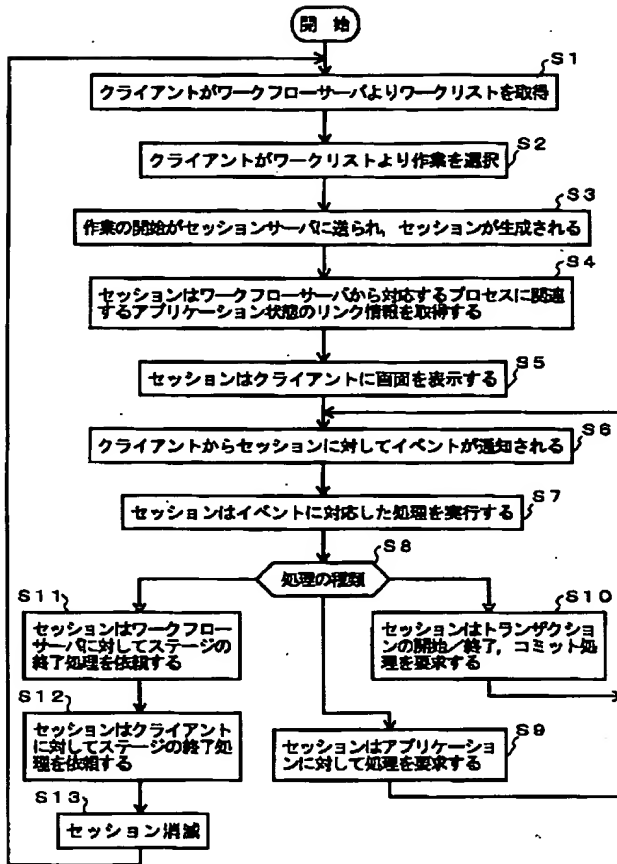 開 始
S1
クライアントがワークフローサーバよりワークリストを取得
S2
クライアントがワークリストより作業を選択
S3
作業の開始がセッションサーバに送られ，セッションが生成される
S4
セッションはワークフローサーバから対応するプロセスに関連
するアプリケーション状態のリンク情報を取得する
S5
セッションはクライアントに画面を表示する
S6
クライアントからセッションに対してイベントが通知される
S7
セッションはイベントに対応した処理を実行する
S8
処理の種類
S11
セッションはワークフロー
サーバに対してステージの
終了処理を依頼する
S12
セッションはクライアント
に対してステージの終了処
理を依頼する
S13
セッション消滅
S10
セッションはトランザクショ
ンの開始／終了，コミット処
理を要求する
S9
セッションはアプリケーショ
ンに対して処理を要求する